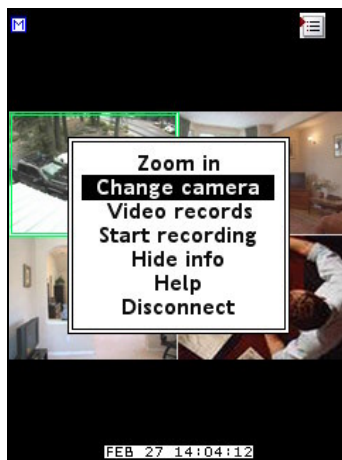 M
Zoom in
Change camera
Video records
Start recording
Hide info
Help
Disconnect
FEB 27 14:04:12